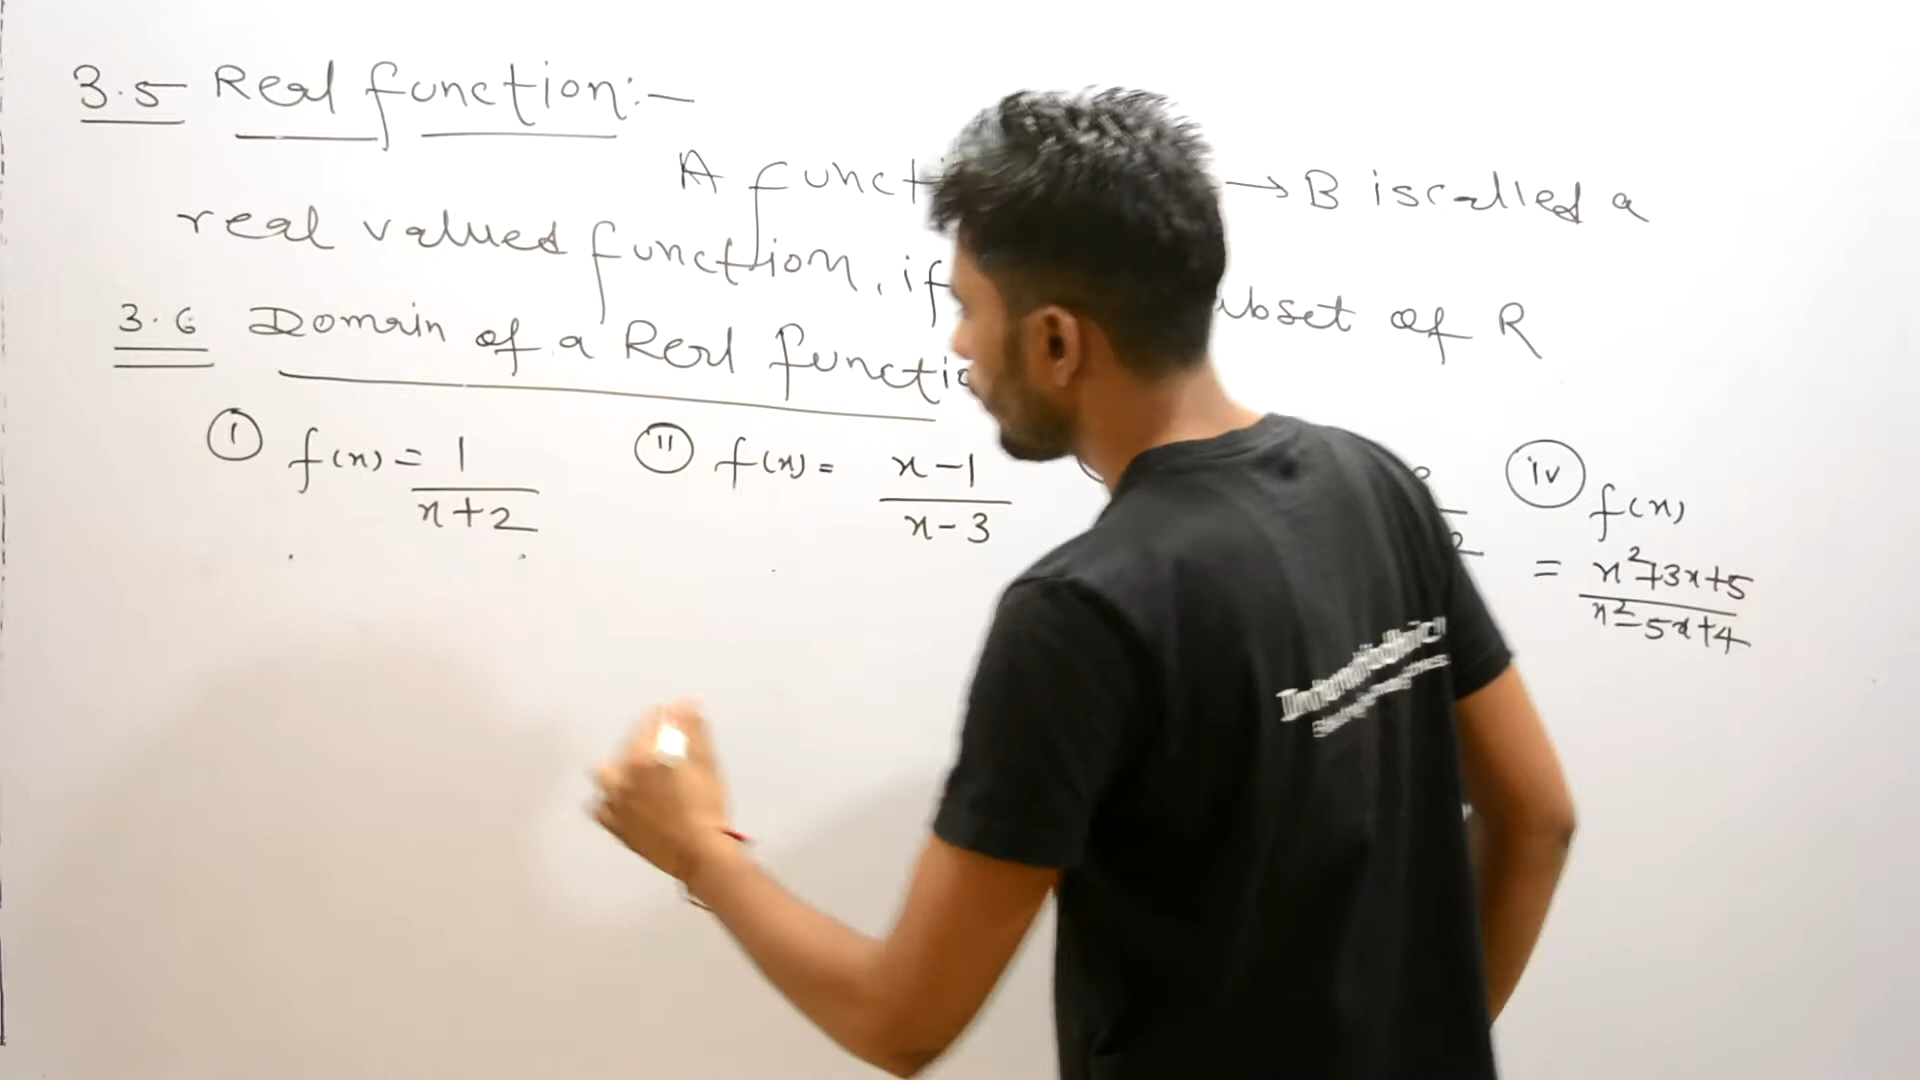 3.5 Real function:-
A funct → B is called a
real valued function, if ubset of R
3.6 Domain of a Real functi
(i) f(x) = 1/x+2 (ii) f(x) = x-1/x-3 (iv) f(x)
= x²+3x+5/x²-5x+4